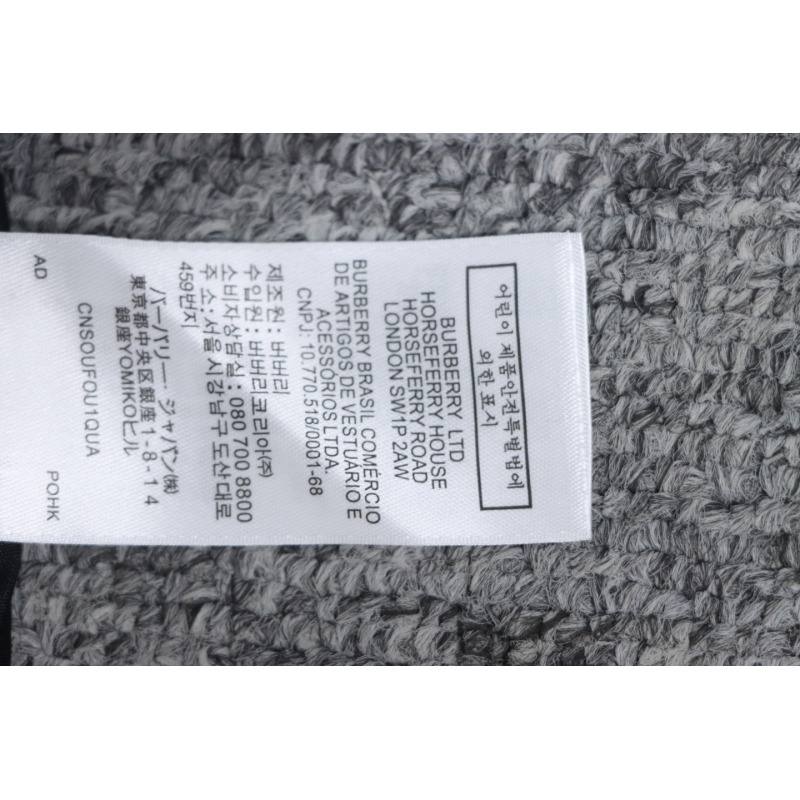 어린이 제품안전특별법에
의한 표시
BURBERRY LTD
HORSEFERRY HOUSE
HORSEFERRY ROAD
LONDON SW1P 2AW
BURBERRY BRASIL COMÉRCIO
DE ARTIGOS DE VESTUÁRIO E
ACESSÓRIOS LTDA.
CNPJ: 10.770.518/0001-68
제조원 : 버버리
수입원 : 버버리코리아(주)
소비자상담실 : 080 700 8800
주 소 : 서울시강남구 도산대로
459번지
バーバリー・ジャパン(株)
東京都中央区銀座1-8-14
銀座YOMIKOビル
CNSOUFOU1QUA
AD POHK